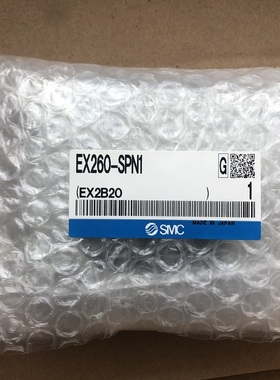 EX260-SPN1
G
(EX2B20 ) 1
SMC
MADE IN JAPAN